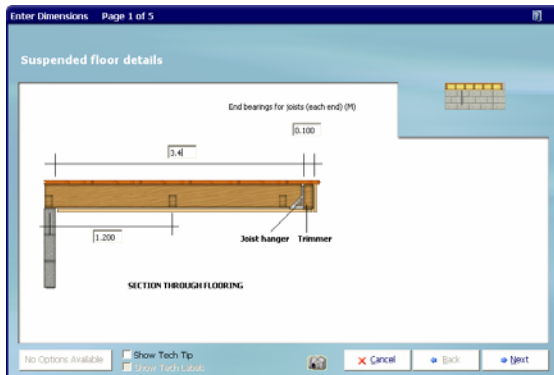 Enter Dimensions Page 1 of 5
Suspended floor details
End bearings for joists (each end) (M)
0.100
3.4
1.200
Joist hanger Trimmer
SECTION THROUGH FLOORING
No Options Available
Show Tech Tip
Show Tech Labels
Cancel
Back
Next